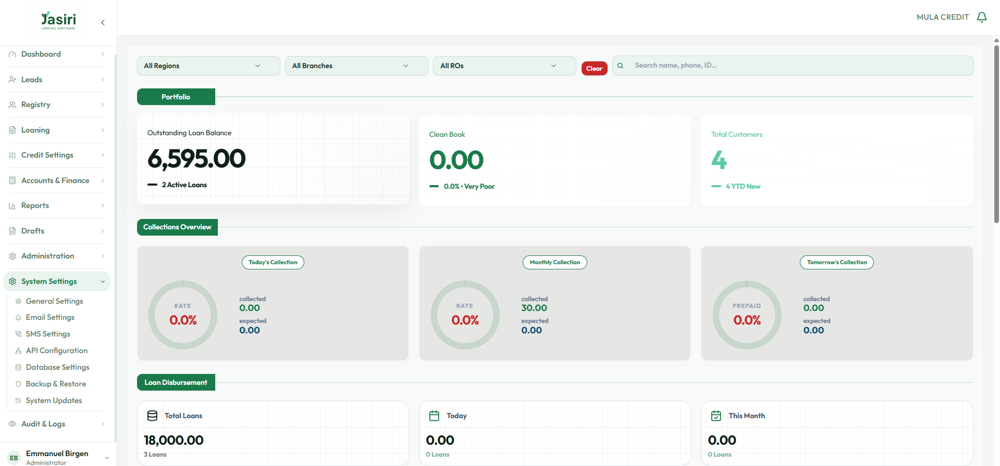 Jasiri
LENDING SOFTWARE
MULA CREDIT
Dashboard
Leads
Registry
Loaning
Credit Settings
Accounts & Finance
Reports
Drafts
Administration
System Settings
General Settings
Email Settings
SMS Settings
API Configuration
Database Settings
Backup & Restore
System Updates
Audit & Logs
EB
Emmanuel Birgen
Administrator
All Regions
All Branches
All ROs
Clear
Search name, phone, ID...
Portfolio
Outstanding Loan Balance
6,595.00
2 Active Loans
Clean Book
0.00
0.0% • Very Poor
Total Customers
4
4 YTD New
Collections Overview
Today's Collection
RATE
0.0%
collected
0.00
expected
0.00
Monthly Collection
RATE
0.0%
collected
30.00
expected
0.00
Tomorrow's Collection
PREPAID
0.0%
collected
0.00
expected
0.00
Loan Disbursement
Total Loans
18,000.00
3 Loans
Today
0.00
0 Loans
This Month
0.00
0 Loans